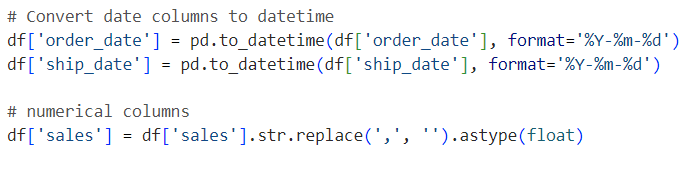 # Convert date columns to datetime
df['order_date'] = pd.to_datetime(df['order_date'], format='%Y-%m-%d')
df['ship_date'] = pd.to_datetime(df['ship_date'], format='%Y-%m-%d')
# numerical columns
df['sales'] = df['sales'].str.replace(',', '').astype(float)